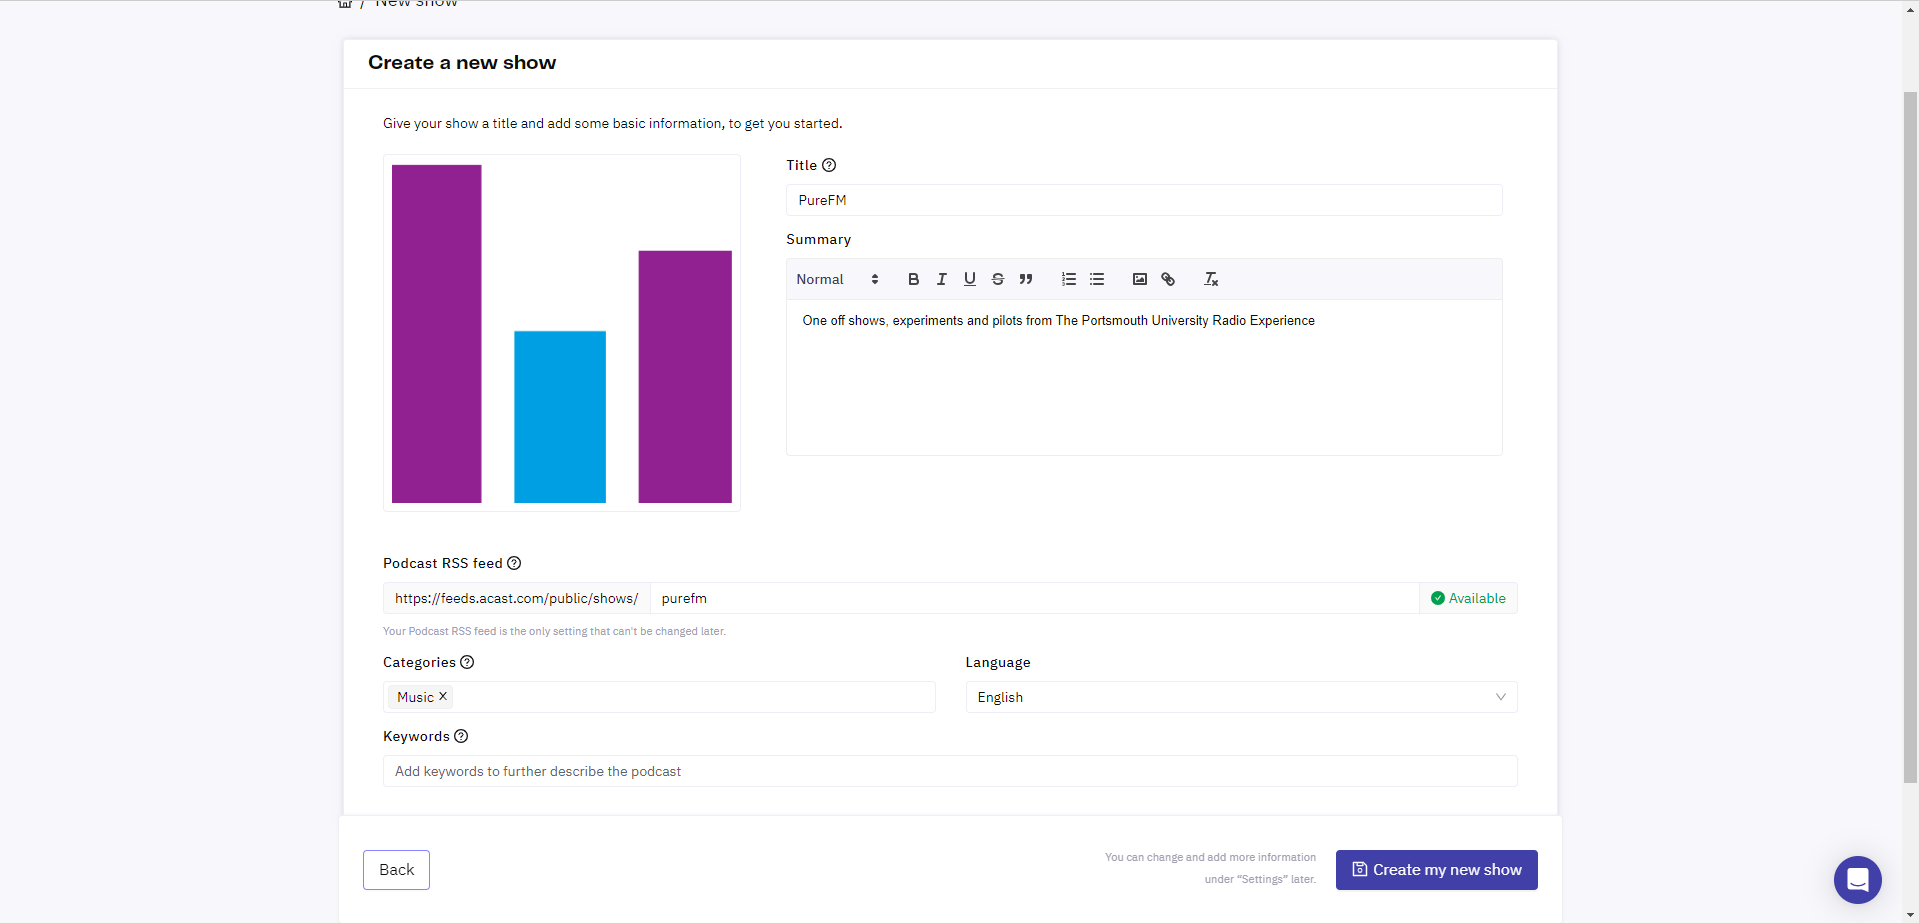 / New show
Create a new show
Give your show a title and add some basic information, to get you started.
Title
PureFM
Summary
Normal
One off shows, experiments and pilots from The Portsmouth University Radio Experience
Podcast RSS feed
https://feeds.acast.com/public/shows/ purefm Available
Your Podcast RSS feed is the only setting that can't be changed later.
Categories Language
Music X English
Keywords
Add keywords to further describe the podcast
Back
You can change and add more information
under “Settings” later.
Create my new show